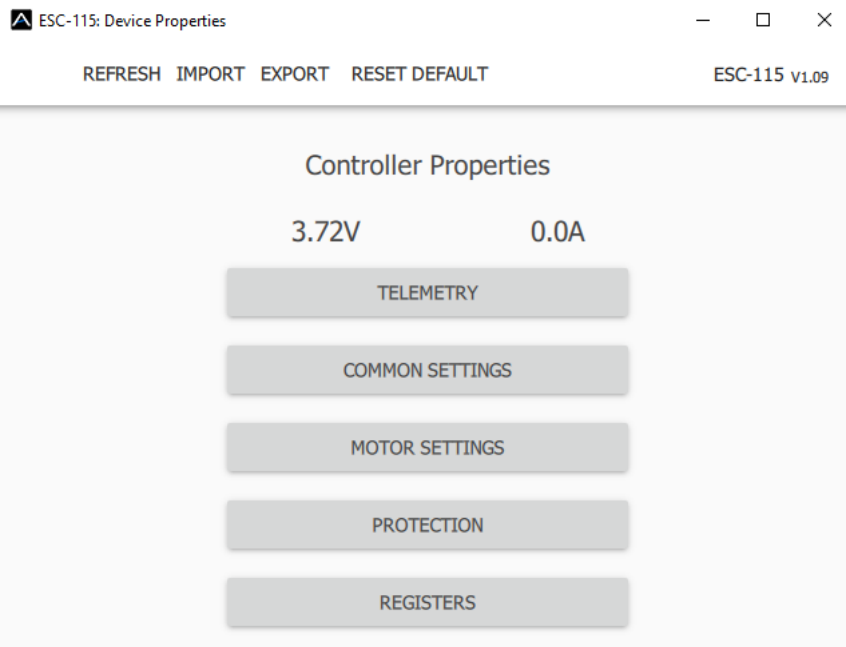 ESC-115: Device Properties
REFRESH IMPORT EXPORT RESET DEFAULT ESC-115 V1.09
Controller Properties
3.72V 0.0A
TELEMETRY
COMMON SETTINGS
MOTOR SETTINGS
PROTECTION
REGISTERS